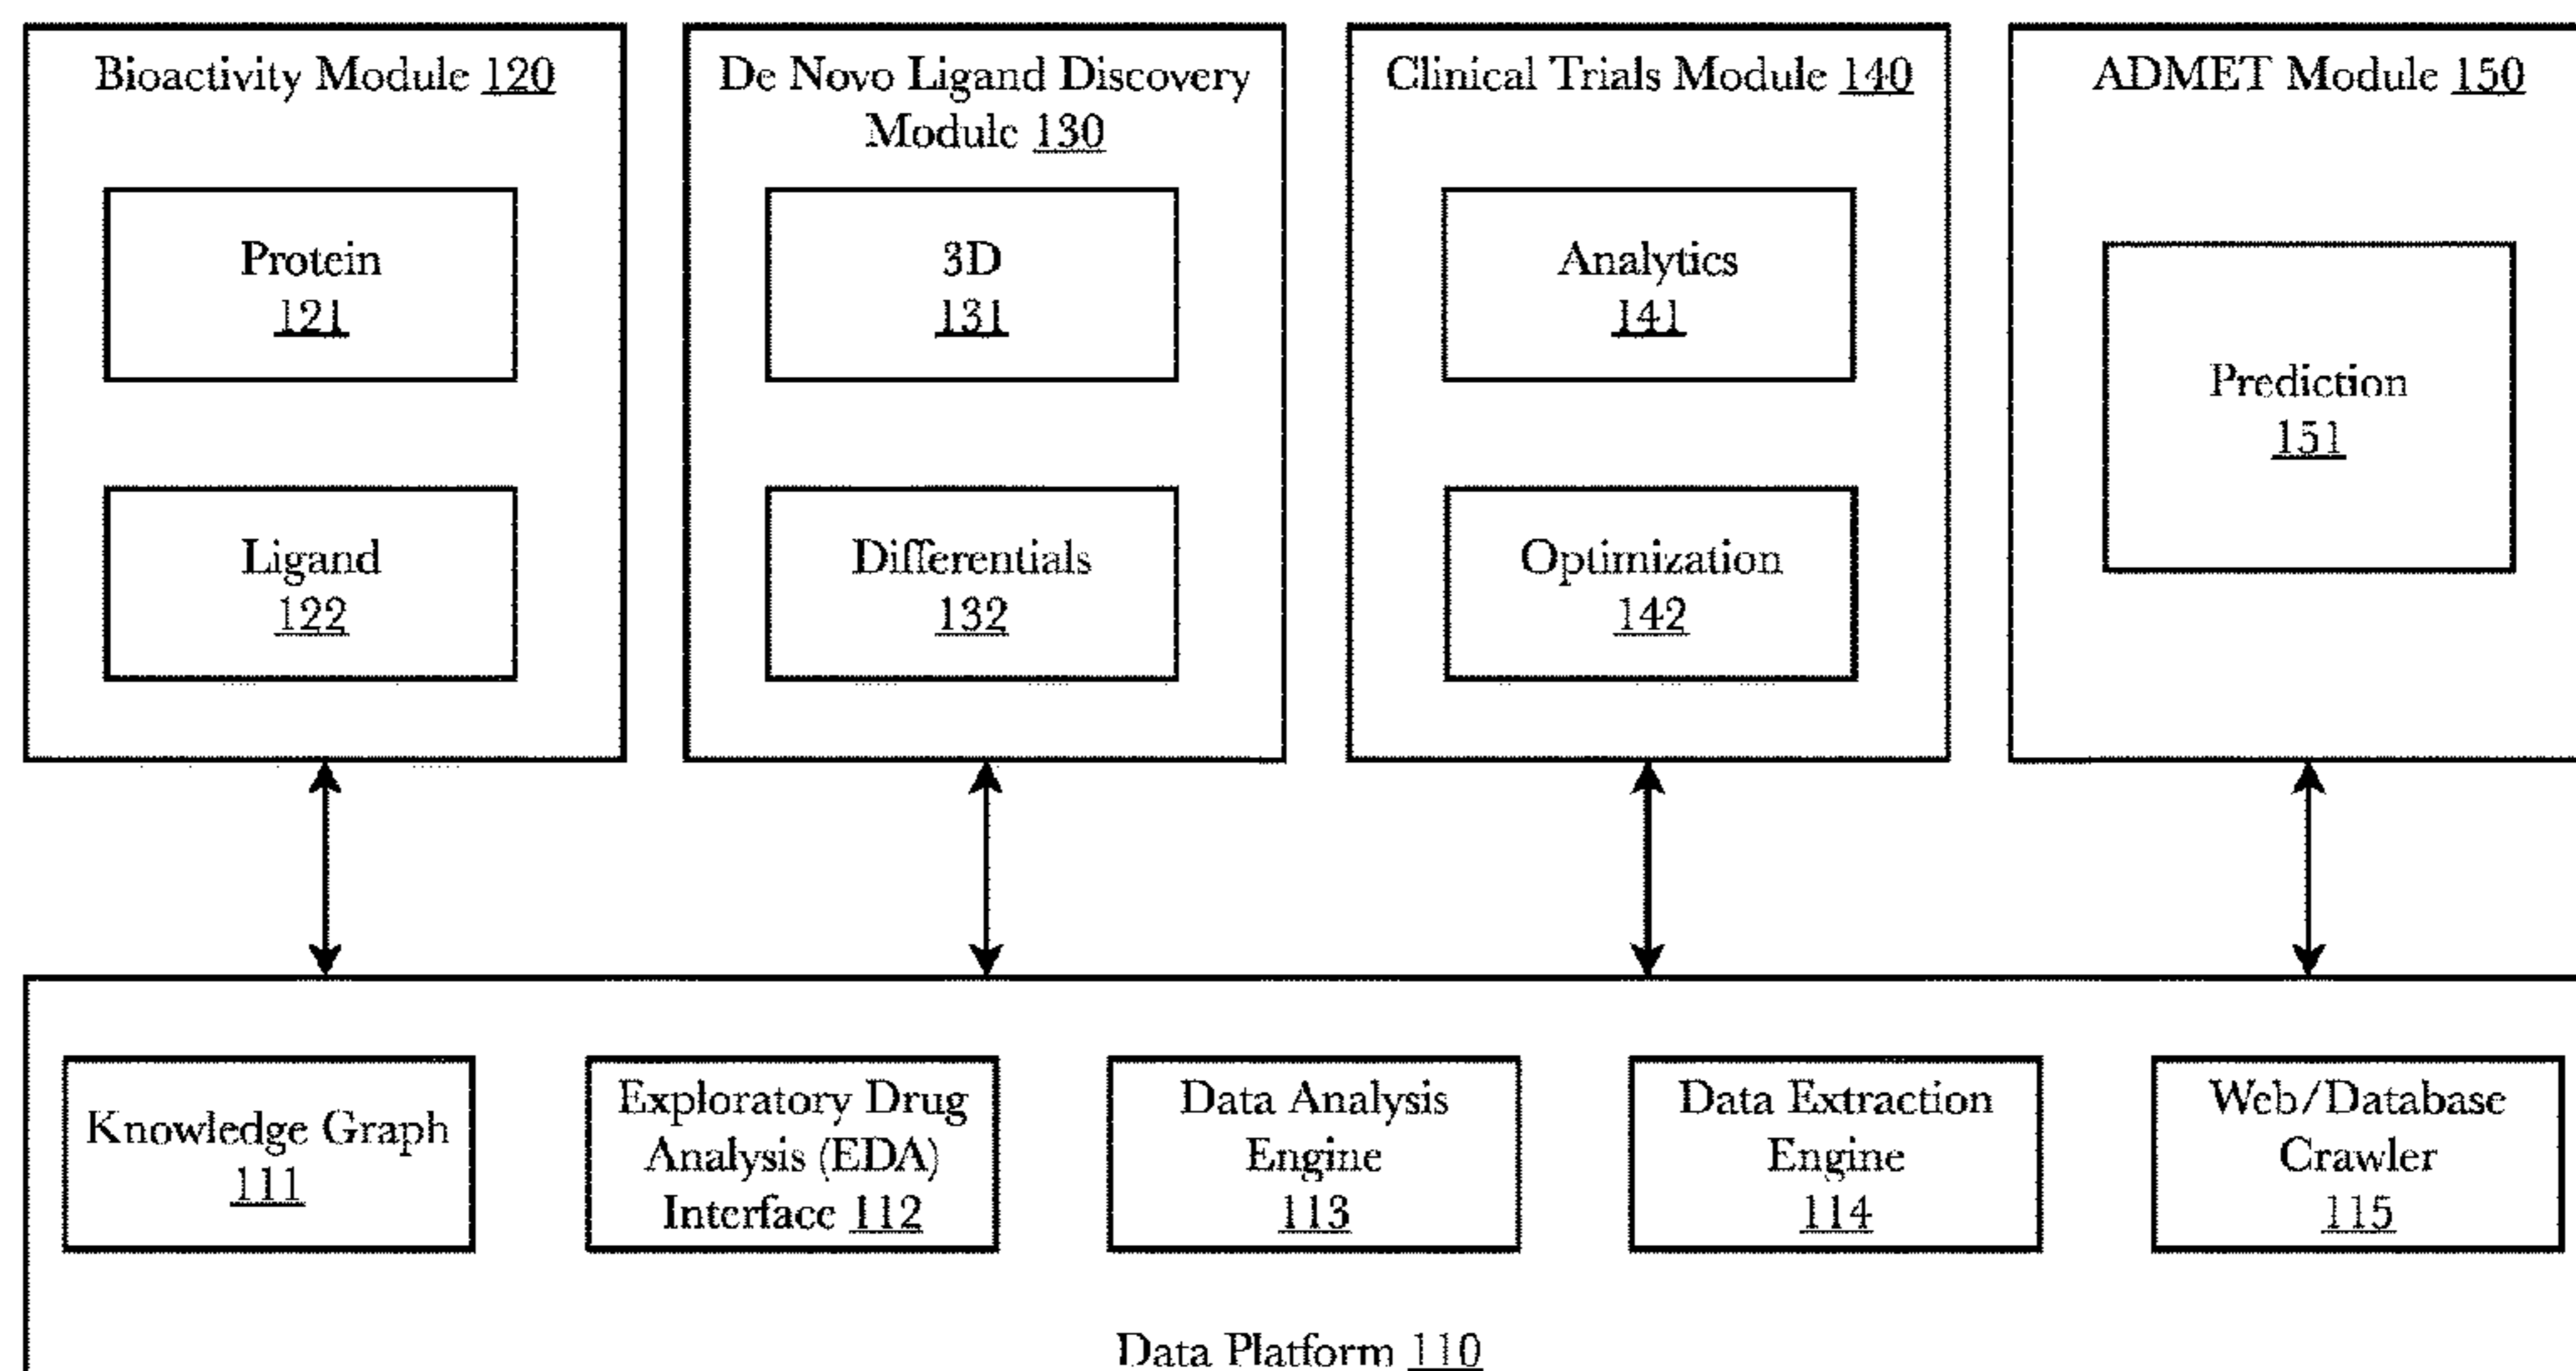 Bioactivity Module 120
Protein
121
Ligand
122
De Novo Ligand Discovery
Module 130
3D
131
Differentials
132
Clinical Trials Module 140
Analytics
141
Optimization
142
ADMET Module 150
Prediction
151
Knowledge Graph
111
Exploratory Drug
Analysis (EDA)
Interface 112
Data Analysis
Engine
113
Data Extraction
Engine
114
Web/Database
Crawler
115
Data Platform 110